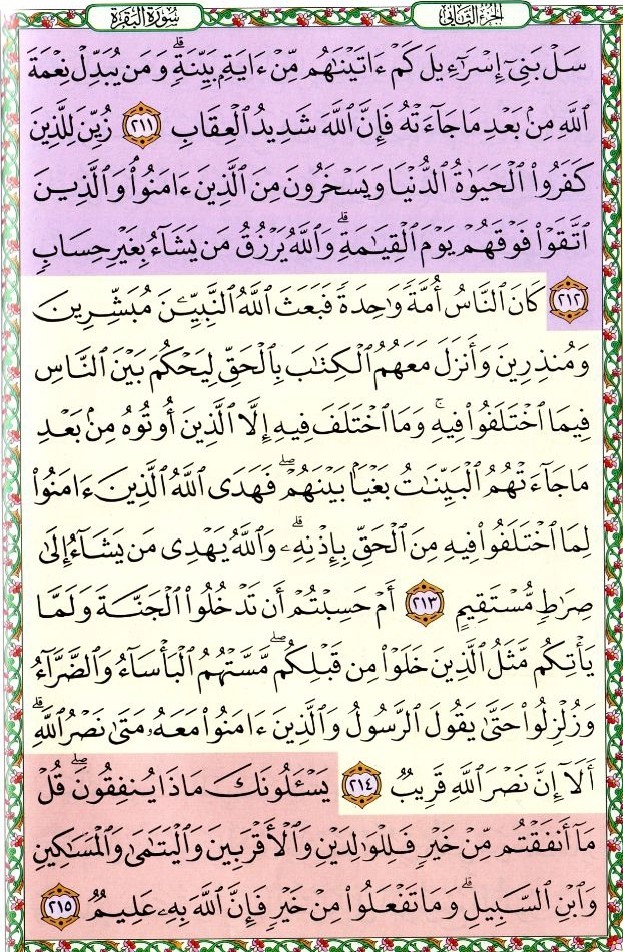 سُورَةُ البَقَرَةِ الجُزْءُ الثَّانِي
سَلْ بَنِىٓ إِسْرَٰٓءِيلَ كَمْ ءَاتَيْنَٰهُم مِّنْ ءَايَةٍۭ بَيِّنَةٍۗ وَمَن يُبَدِّلْ نِعْمَةَ
ٱللَّهِ مِنۢ بَعْدِ مَا جَآءَتْهُ فَإِنَّ ٱللَّهَ شَدِيدُ ٱلْعِقَابِ ٢١١ زُيِّنَ لِلَّذِينَ
كَفَرُوا۟ ٱلْحَيَوٰةُ ٱلدُّنْيَا وَيَسْخَرُونَ مِنَ ٱلَّذِينَ ءَامَنُوا۟ۘ وَٱلَّذِينَ
ٱتَّقَوْا۟ فَوْقَهُمْ يَوْمَ ٱلْقِيَٰمَةِۗ وَٱللَّهُ يَرْزُقُ مَن يَشَآءُ بِغَيْرِ حِسَابٍ
٢١٢ كَانَ ٱلنَّاسُ أُمَّةً وَٰحِدَةً فَبَعَثَ ٱللَّهُ ٱلنَّبِيِّـۧنَ مُبَشِّرِينَ
وَمُنذِرِينَ وَأَنزَلَ مَعَهُمُ ٱلْكِتَٰبَ بِٱلْحَقِّ لِيَحْكُمَ بَيْنَ ٱلنَّاسِ
فِيمَا ٱخْتَلَفُوا۟ فِيهِۚ وَمَا ٱخْتَلَفَ فِيهِ إِلَّا ٱلَّذِينَ أُوتُوهُ مِنۢ بَعْدِ
مَا جَآءَتْهُمُ ٱلْبَيِّنَٰتُ بَغْيًۢا بَيْنَهُمْۖ فَهَدَى ٱللَّهُ ٱلَّذِينَ ءَامَنُوا۟
لِمَا ٱخْتَلَفُوا۟ فِيهِ مِنَ ٱلْحَقِّ بِإِذْنِهِۦۗ وَٱللَّهُ يَهْدِى مَن يَشَآءُ إِلَىٰ
صِرَٰطٍ مُّسْتَقِيمٍ ٢١٣ أَمْ حَسِبْتُمْ أَن تَدْخُلُوا۟ ٱلْجَنَّةَ وَلَمَّا
يَأْتِكُم مَّثَلُ ٱلَّذِينَ خَلَوْا۟ مِن قَبْلِكُمۖ مَّسَّتْهُمُ ٱلْبَأْسَآءُ وَٱلضَّرَّآءُ
وَزُلْزِلُوا۟ حَتَّىٰ يَقُولَ ٱلرَّسُولُ وَٱلَّذِينَ ءَامَنُوا۟ مَعَهُۥ مَتَىٰ نَصْرُ ٱللَّهِۗ
أَلَآ إِنَّ نَصْرَ ٱللَّهِ قَرِيبٌ ٢١٤ يَسْـَٔلُونَكَ مَاذَا يُنفِقُونَۖ قُلْ
مَآ أَنفَقْتُم مِّنْ خَيْرٍ فَلِلْوَٰلِدَيْنِ وَٱلْأَقْرَبِينَ وَٱلْيَتَٰمَىٰ وَٱلْمَسَٰكِينِ
وَٱبْنِ ٱلسَّبِيلِۗ وَمَا تَفْعَلُوا۟ مِنْ خَيْرٍ فَإِنَّ ٱللَّهَ بِهِۦ عَلِيمٌ ٢١٥